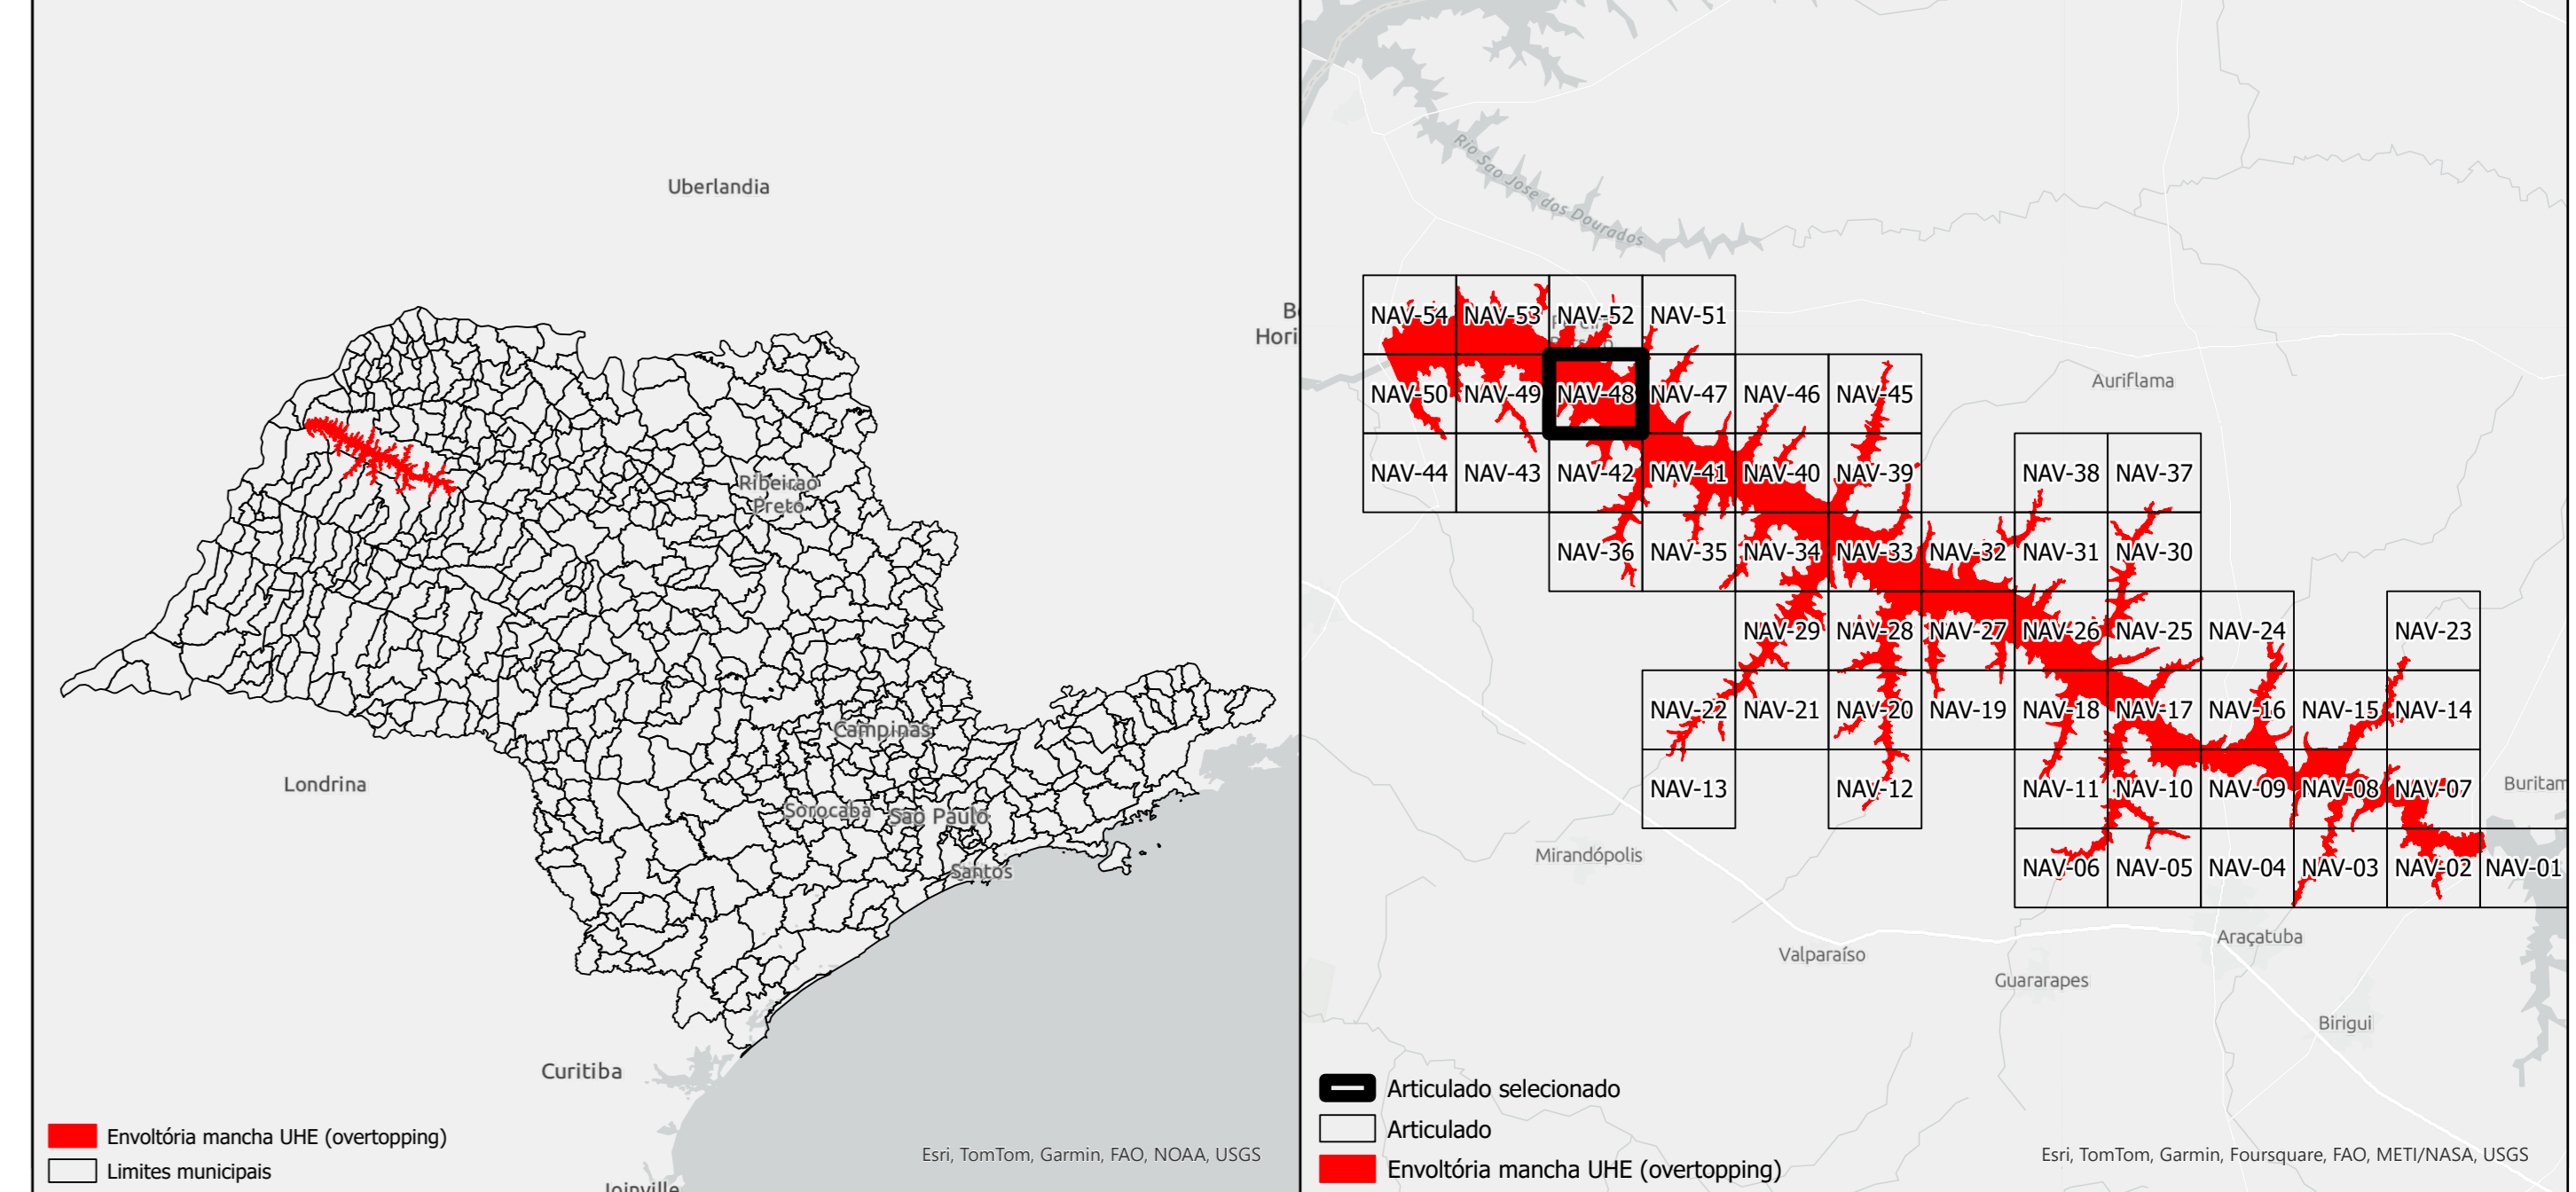 Uberlandia
Ribeirao
Preto
Campinas
Londrina
Sorocaba
Sao Paulo
Santos
Curitiba
Envoltória mancha UHE (overtopping)
Limites municipais
Esri, TomTom, Garmin, FAO, NOAA, USGS
Rio Sao Jose dos Dourados
NAV-54 NAV-53 NAV-52 NAV-51
NAV-50 NAV-49 NAV-48 NAV-47 NAV-46 NAV-45
Auriflama
NAV-44 NAV-43 NAV-42 NAV-41 NAV-40 NAV-39 NAV-38 NAV-37
NAV-36 NAV-35 NAV-34 NAV-33 NAV-32 NAV-31 NAV-30
NAV-29 NAV-28 NAV-27 NAV-26 NAV-25 NAV-24 NAV-23
NAV-22 NAV-21 NAV-20 NAV-19 NAV-18 NAV-17 NAV-16 NAV-15 NAV-14
NAV-13 NAV-12 NAV-11 NAV-10 NAV-09 NAV-08 NAV-07
Buritam
Mirandópolis
NAV-06 NAV-05 NAV-04 NAV-03 NAV-02 NAV-01
Araçatuba
Valparaíso
Guararapes
Birigui
Articulado selecionado
Articulado
Envoltória mancha UHE (overtopping)
Esri, TomTom, Garmin, Foursquare, FAO, METI/NASA, USGS